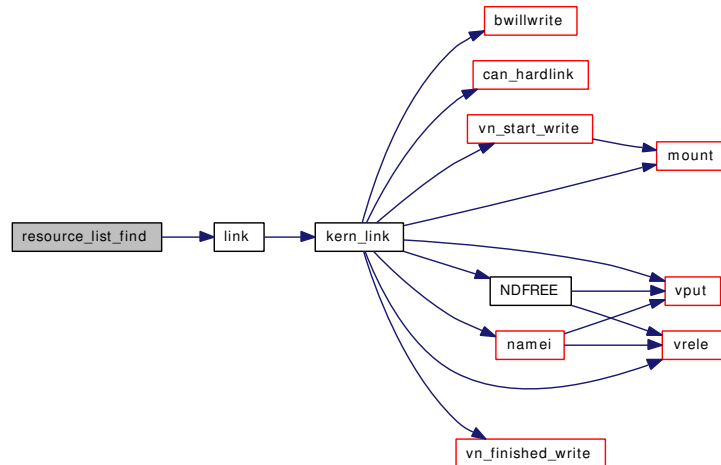 bwillwrite
can_hardlink
vn_start_write
mount
resource_list_find
link
kern_link
NDFREE
vput
namei
vrele
vn_finished_write